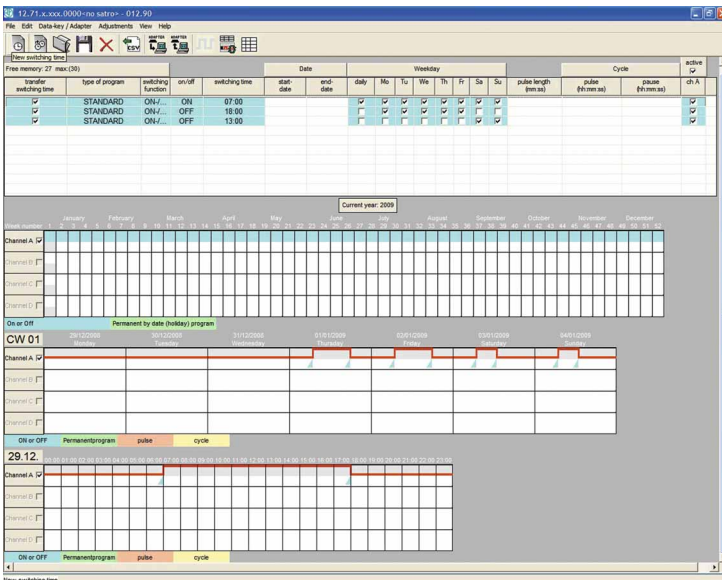 12.71.x.xxx.0000<no satro> - 012.90
File Edit Data-key / Adapter Adjustments View Help
CSV ADAPTER ADAPTER
New switching time
Free memory: 27 max:(30) Date Weekday Cycle active
transfer switching time type of program switching function on/off switching time start-date end-date daily Mo Tu We Th Fr Sa Su pulse length (mm:ss) pulse (hh:mm:ss) pause (hh:mm:ss) ch A
STANDARD ON-/... ON 07:00
STANDARD ON-/... OFF 18:00
STANDARD ON-/... OFF 13:00
Current year: 2009
January February March April May June July August September October November December
Week number 1 2 3 4 5 6 7 8 9 10 11 12 13 14 15 16 17 18 19 20 21 22 23 24 25 26 27 28 29 30 31 32 33 34 35 36 37 38 39 40 41 42 43 44 45 46 47 48 49 50 51 52
Channel A
Channel B
Channel C
Channel D
On or Off Permanent by date (holiday) program
CW 01 29/12/2008 30/12/2008 31/12/2008 01/01/2009 02/01/2009 03/01/2009 04/01/2009
Monday Tuesday Wednesday Thursday Friday Saturday Sunday
Channel A
Channel B
Channel C
Channel D
ON or OFF Permanentprogram pulse cycle
29.12. 00:00 01:00 02:00 03:00 04:00 05:00 06:00 07:00 08:00 09:00 10:00 11:00 12:00 13:00 14:00 15:00 16:00 17:00 18:00 19:00 20:00 21:00 22:00 23:00
Channel A
Channel B
Channel C
Channel D
ON or OFF Permanentprogram pulse cycle
New switching time